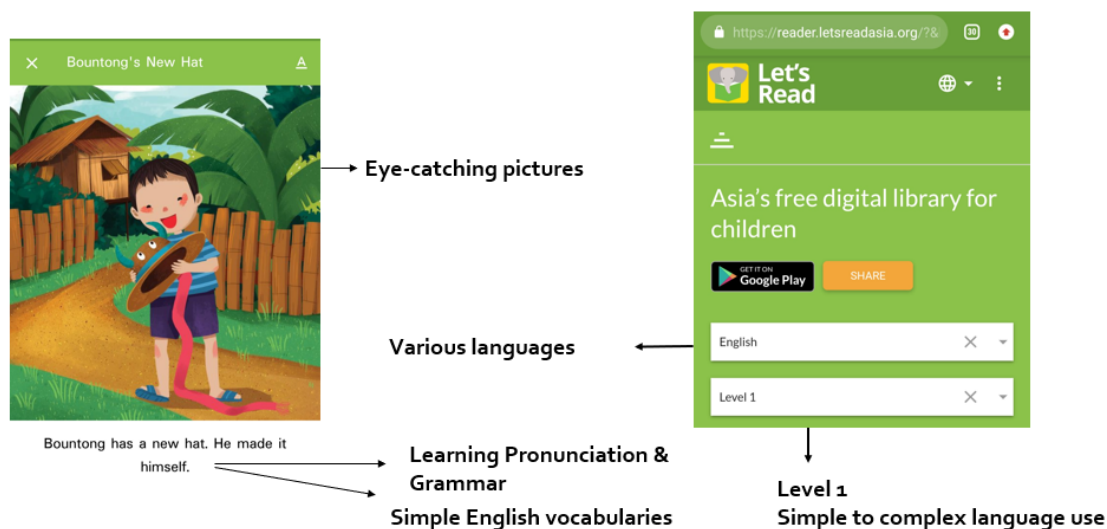 Bountong's New Hat
A
Eye-catching pictures
Bountong has a new hat. He made it
himself.
Learning Pronunciation &
Grammar
Simple English vocabularies
Various languages
https://reader.letsreadasia.org/?&
30
Let's
Read
Asia's free digital library for
children
GET IT ON
Google Play
SHARE
English
Level 1
Level 1
Simple to complex language use